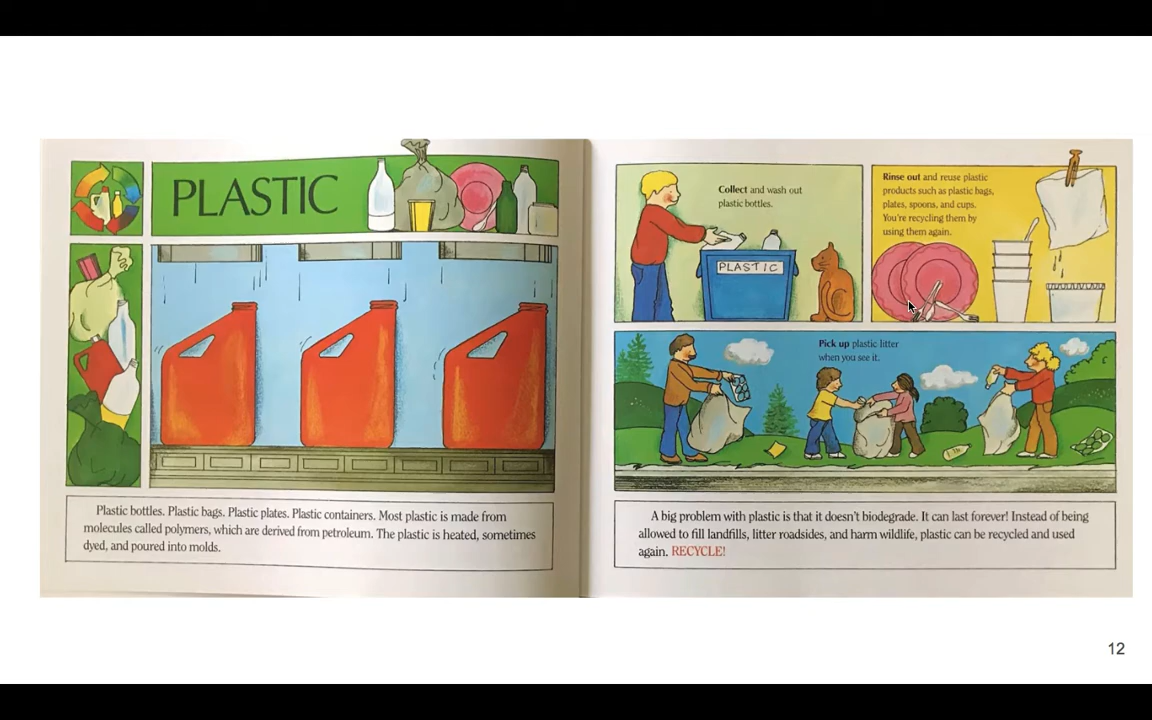 PLASTIC
Plastic bottles. Plastic bags. Plastic plates. Plastic containers. Most plastic is made from
molecules called polymers, which are derived from petroleum. The plastic is heated, sometimes
dyed, and poured into molds.
Collect and wash out
plastic bottles.
PLASTIC
Rinse out and reuse plastic
products such as plastic bags,
plates, spoons, and cups.
You're recycling them by
using them again.
Pick up plastic litter
when you see it.
A big problem with plastic is that it doesn't biodegrade. It can last forever! Instead of being
allowed to fill landfills, litter roadsides, and harm wildlife, plastic can be recycled and used
again. RECYCLE!
12